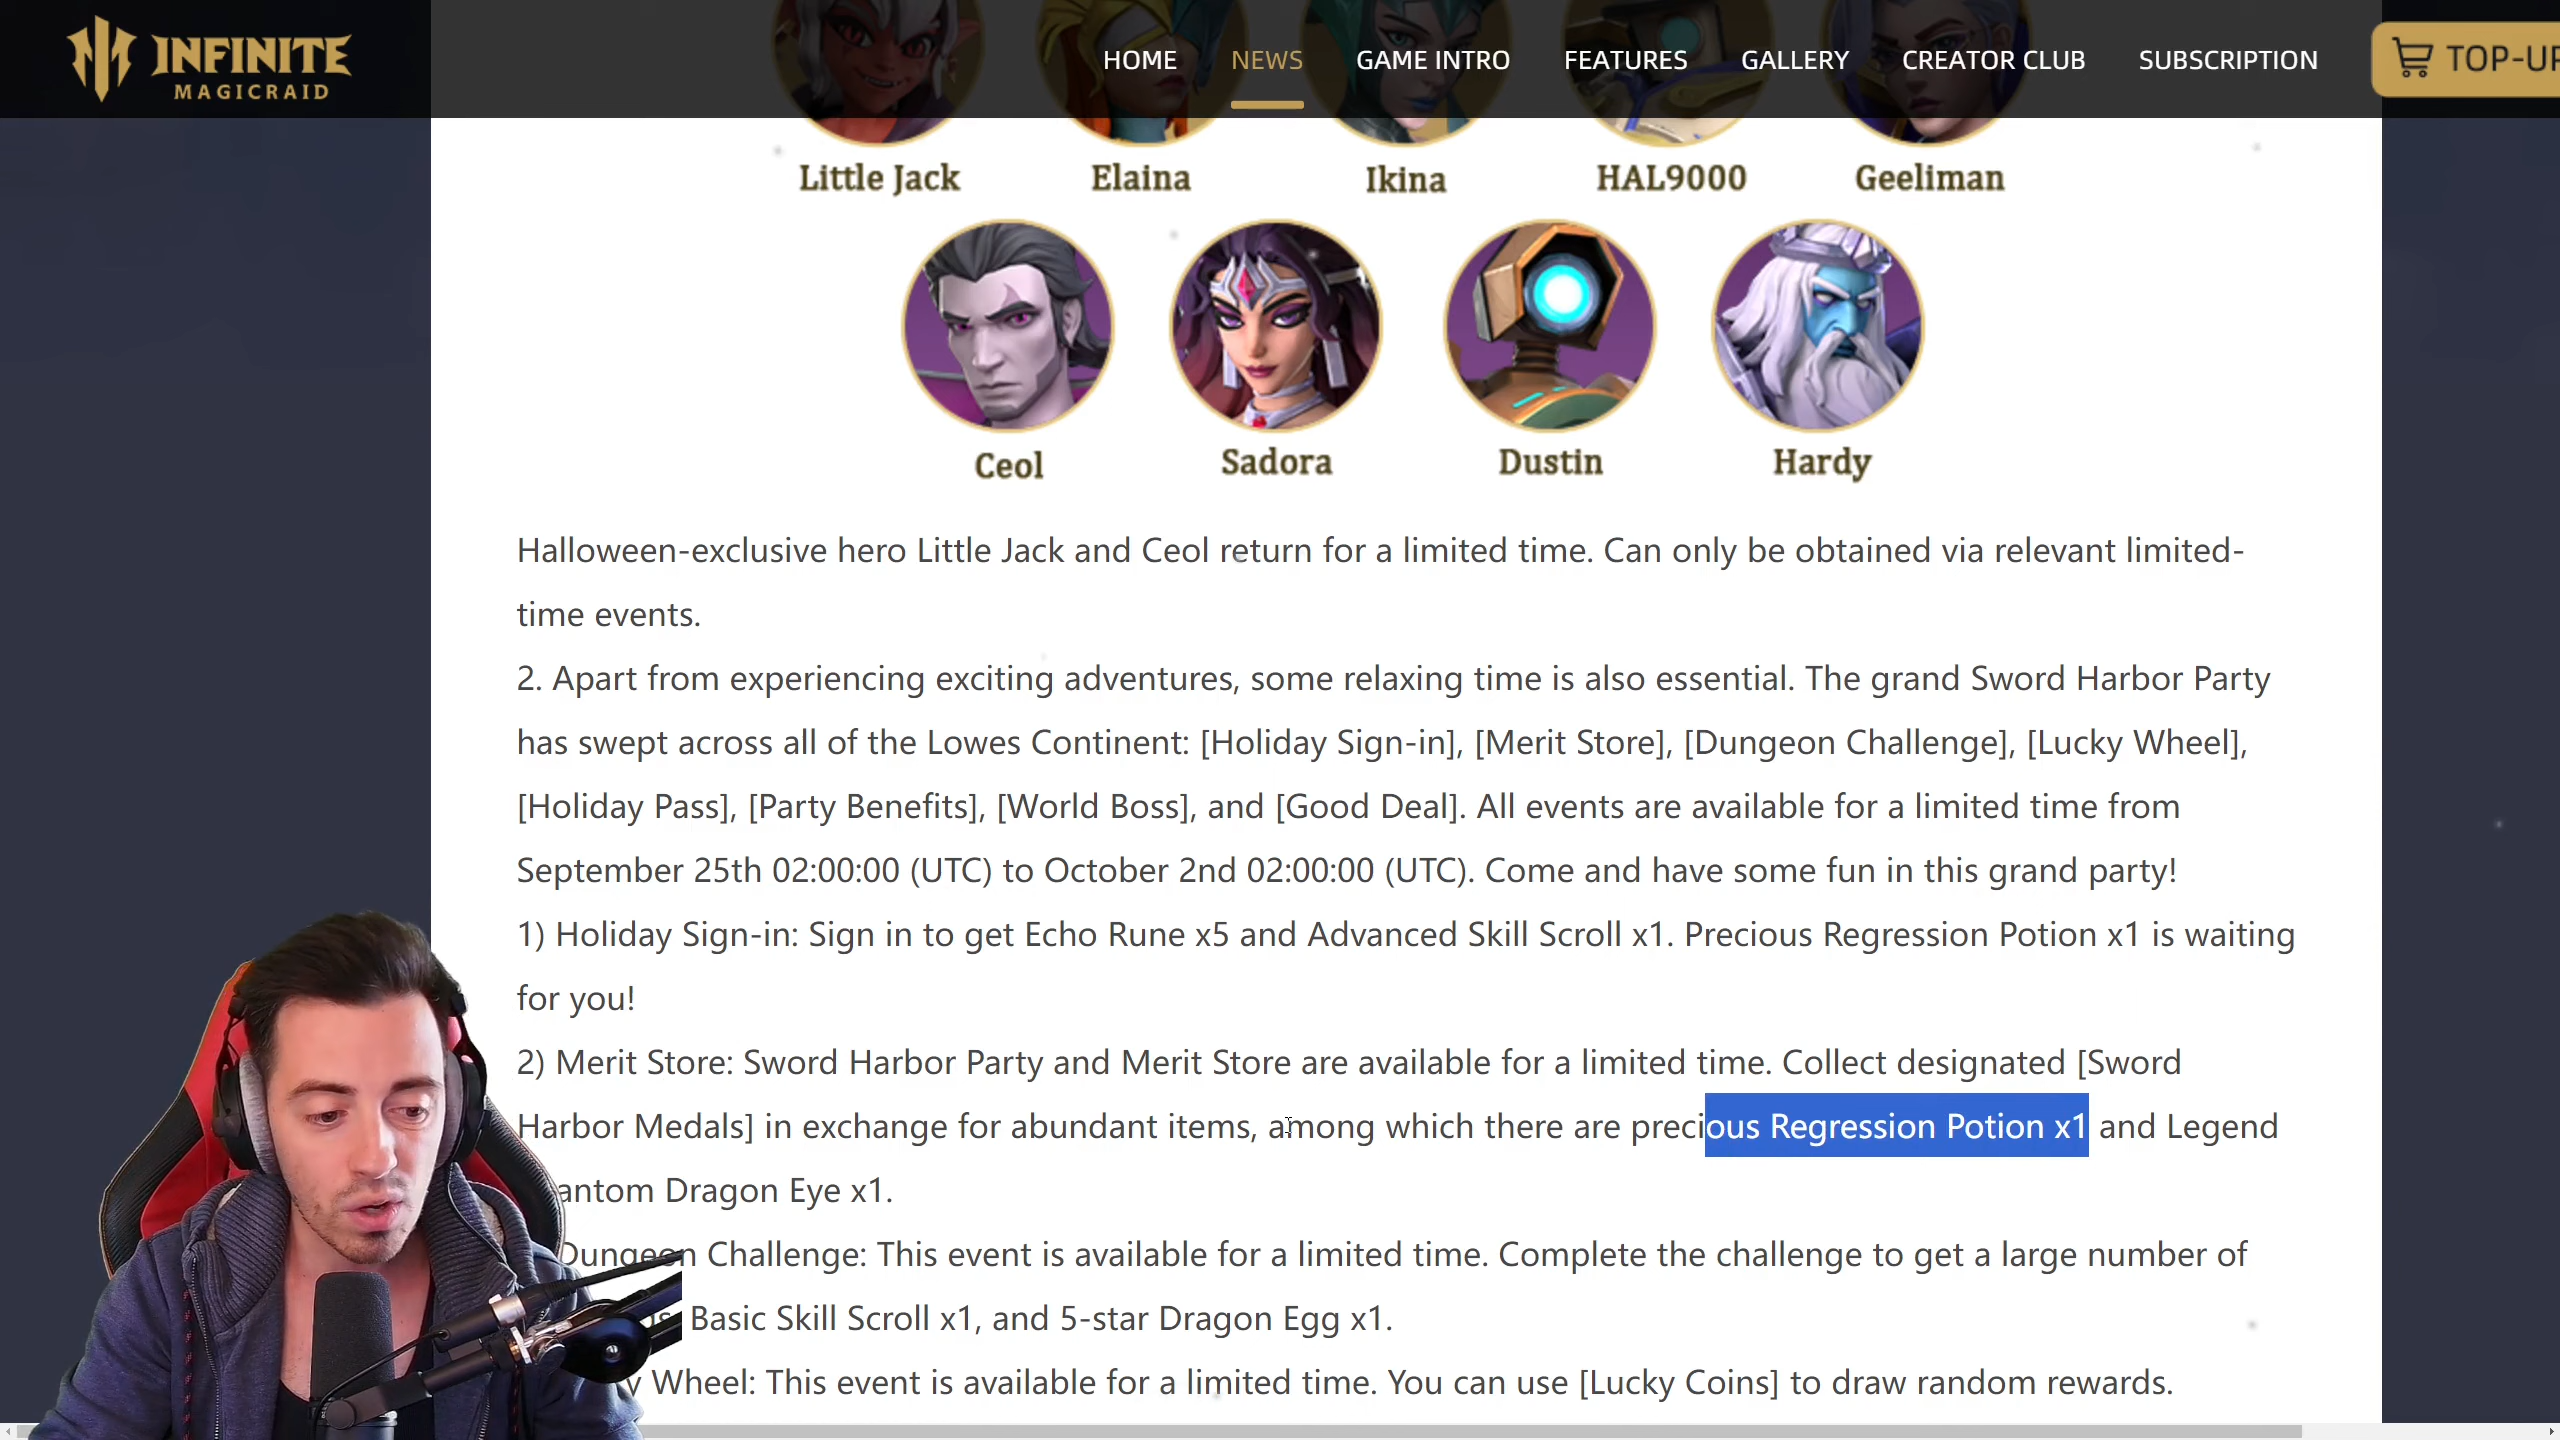 INFINITE
MAGICRAID
HOME
NEWS
GAME INTRO
FEATURES
GALLERY
CREATOR CLUB
SUBSCRIPTION
Little Jack
Elaina
Ikina
HAL9000
Geeliman
Ceol
Sadora
Dustin
Hardy
Halloween-exclusive hero Little Jack and Ceol return for a limited time. Can only be obtained via relevant limited-
time events.
2. Apart from experiencing exciting adventures, some relaxing time is also essential. The grand Sword Harbor Party
has swept across all of the Lowes Continent: [Holiday Sign-in], [Merit Store], [Dungeon Challenge], [Lucky Wheel],
[Holiday Pass], [Party Benefits], [World Boss], and [Good Deal]. All events are available for a limited time from
September 25th 02:00:00 (UTC) to October 2nd 02:00:00 (UTC). Come and have some fun in this grand party!
1) Holiday Sign-in: Sign in to get Echo Rune x5 and Advanced Skill Scroll x1. Precious Regression Potion x1 is waiting
for you!
2) Merit Store: Sword Harbor Party and Merit Store are available for a limited time. Collect designated [Sword
Harbor Medals] in exchange for abundant items, among which there are precious Regression Potion x1 and Legend
Dragon Eye x1.
Dungeon Challenge: This event is available for a limited time. Complete the challenge to get a large number of
Basic Skill Scroll x1, and 5-star Dragon Egg x1.
Wheel: This event is available for a limited time. You can use [Lucky Coins] to draw random rewards.